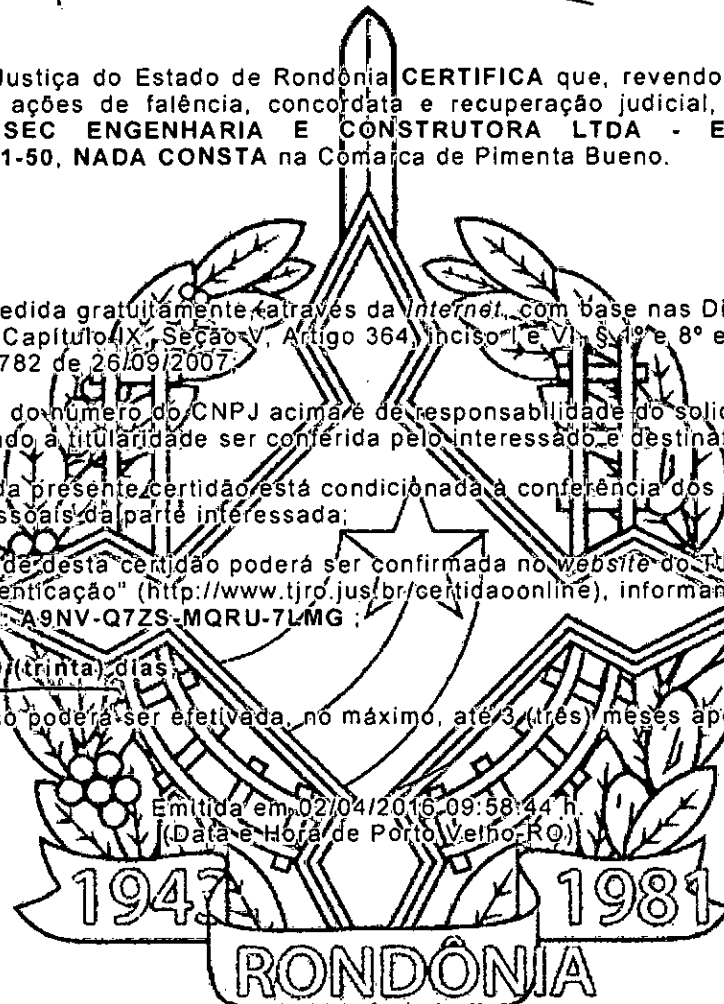 Justiça do Estado de Rondônia CERTIFICA que, revendo
ações de falência, concordata e recuperação judicial,
SEC ENGENHARIA E CONSTRUTORA LTDA - E
1-50, NADA CONSTA na Comarca de Pimenta Bueno.
edida gratuitamente através da Internet, com base nas Di
Capítulo IX, Seção V, Artigo 364, inciso I e VI, § 1º e 8º e
782 de 26/09/2007;
do número do CNPJ acima é de responsabilidade do solic
ndo a titularidade ser conferida pelo interessado e destinat
da presente certidão está condicionada à conferência dos
ssoais da parte interessada;
de desta certidão poderá ser confirmada no website do TJ
enticação" (http://www.tjro.jus.br/certidaoonline), informan
A9NV-Q7ZS-MQRU-7LMG ;
(trinta) dias
o poderá ser efetivada, no máximo, até 3 (três) meses apó
Emitida em 02/04/2016 09:58:44 h.
(Data e Hora de Porto Velho-RO)
1943 1981
RONDÔNIA